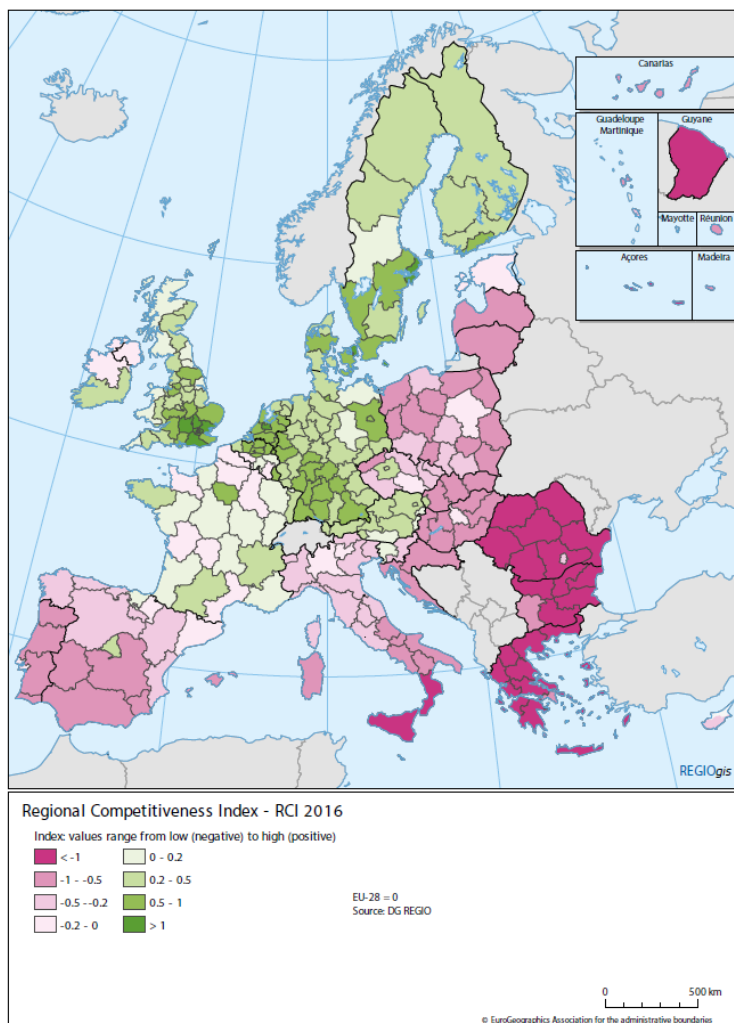 Canarias
Guadeloupe
Martinique
Guyane
Mayotte
Réunion
Açores
Madeira
REGIOgis
Regional Competitiveness Index - RCI 2016
Index: values range from low (negative) to high (positive)
< -1
-1 - -0.5
-0.5 --0.2
-0.2 - 0
0 - 0.2
0.2 - 0.5
0.5 - 1
> 1
EU-28 = 0
Source: DG REGIO
0
500 km
© EuroGeographics Association for the administrative boundaries